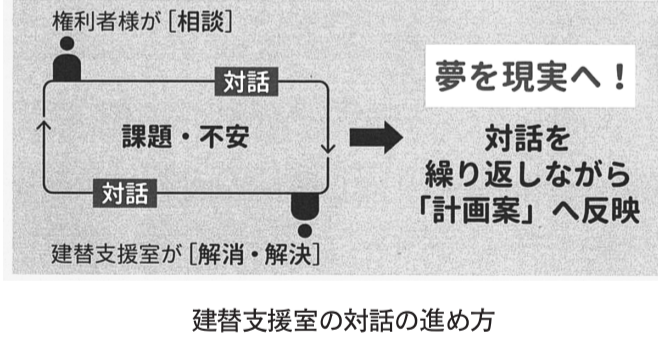 権利者様が［相談］
対話
課題・不安
対話
建替支援室が［解消・解決］
夢を現実へ！
対話を
繰り返しながら
「計画案」へ反映
建替支援室の対話の進め方